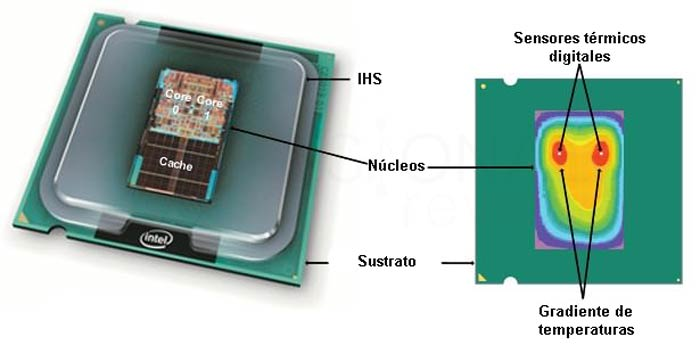 Sensores térmicos
digitales
IHS
Core Core
0 1
Cache
Núcleos
intel
Sustrato
Gradiente de
temperaturas